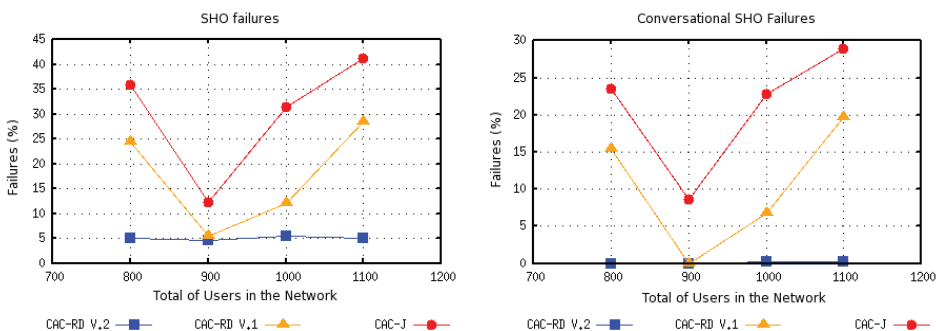 SHO failures
45
40
35
30
25
20
15
10
5
0
Failures (%)
700 800 900 1000 1100 1200
Total of Users in the Network
CAC-RD V.2 CAC-RD V.1 CAC-J
Conversational SHO Failures
30
25
20
15
10
5
0
Failures (%)
700 800 900 1000 1100 1200
Total of Users in the Network
CAC-RD V.2 CAC-RD V.1 CAC-J